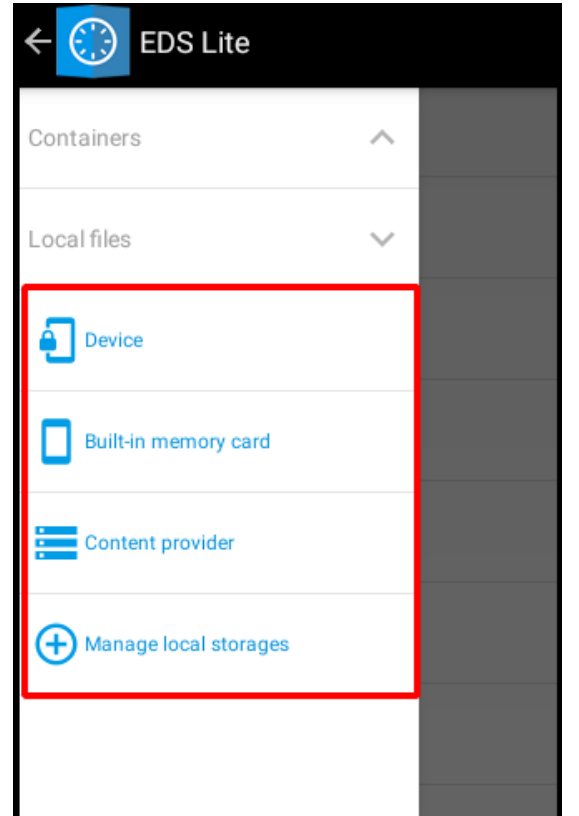 EDS Lite
Containers
Local files
Device
Built-in memory card
Content provider
Manage local storages